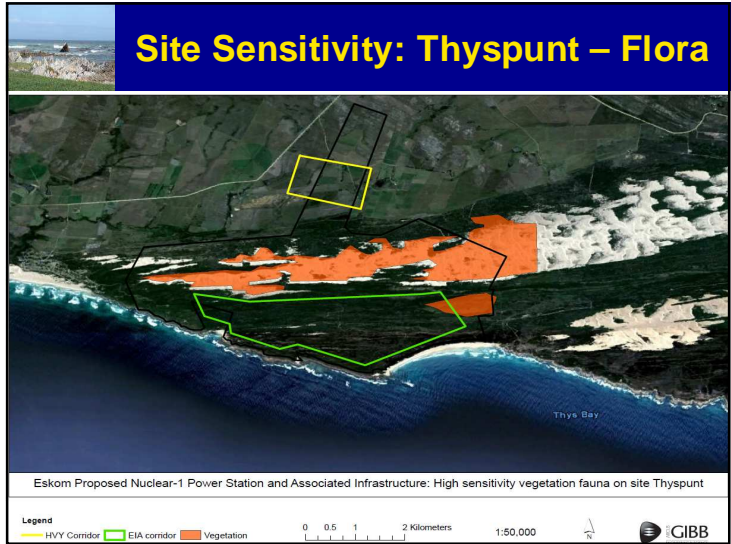 Site Sensitivity: Thyspunt – Flora
Thys Bay
Eskom Proposed Nuclear-1 Power Station and Associated Infrastructure: High sensitivity vegetation fauna on site Thyspunt
Legend
HVY Corridor EIA corridor Vegetation
0 0.5 1 2 Kilometers
1:50,000
N
GIBB